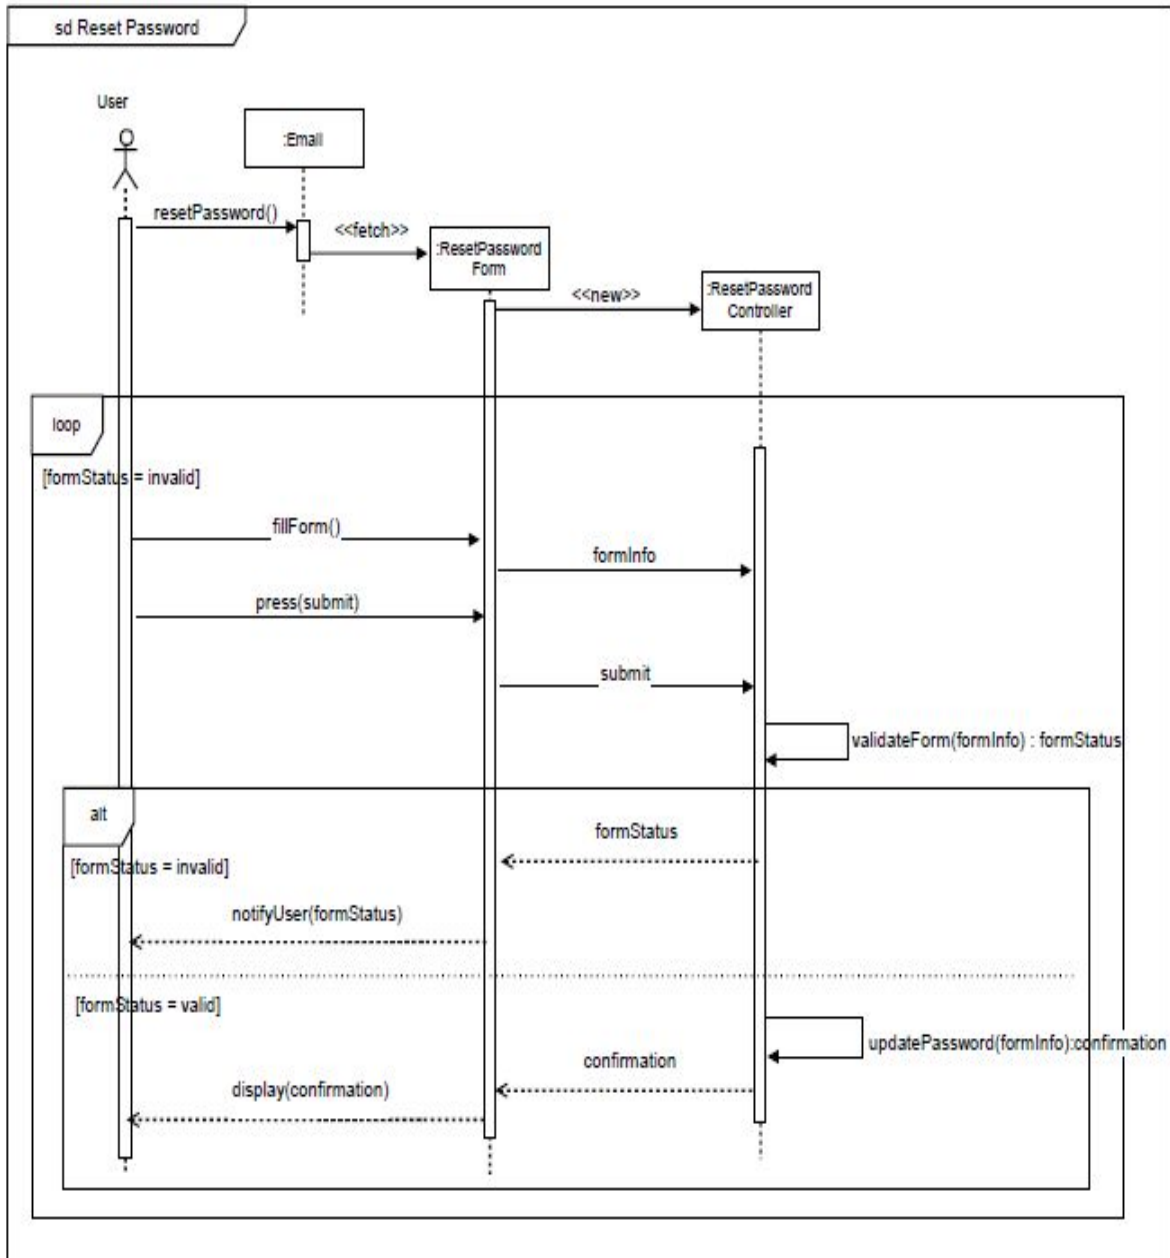 sd Reset Password
User
:Email
resetPassword()
<<fetch>>
:ResetPassword
Form
<<new>>
:ResetPassword
Controller
loop
[formStatus = invalid]
fillForm()
formInfo
press(submit)
submit
validateForm(formInfo) : formStatus
alt
formStatus
[formStatus = invalid]
notifyUser(formStatus)
[formStatus = valid]
updatePassword(formInfo):confirmation
confirmation
display(confirmation)